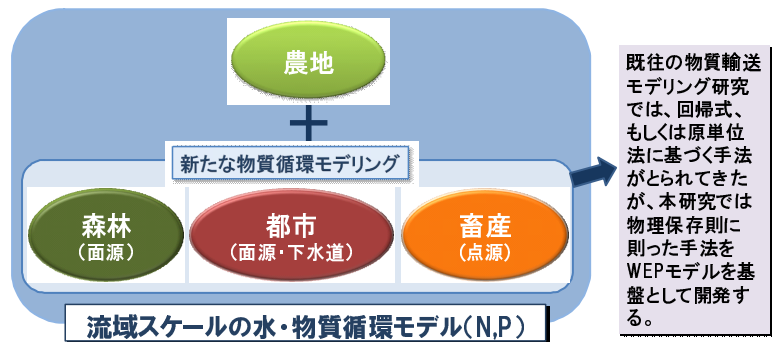 農地
新たな物質循環モデリング
森林
（面源）
都市
（面源・下水道）
畜産
（点源）
流域スケールの水・物質循環モデル（N,P）
既往の物質輸送
モデリング研究
では、回帰式、
もしくは原単位
法に基づく手法
がとられてきた
が、本研究では
物理保存則に
則った手法を
WEPモデルを基
盤として開発す
る。